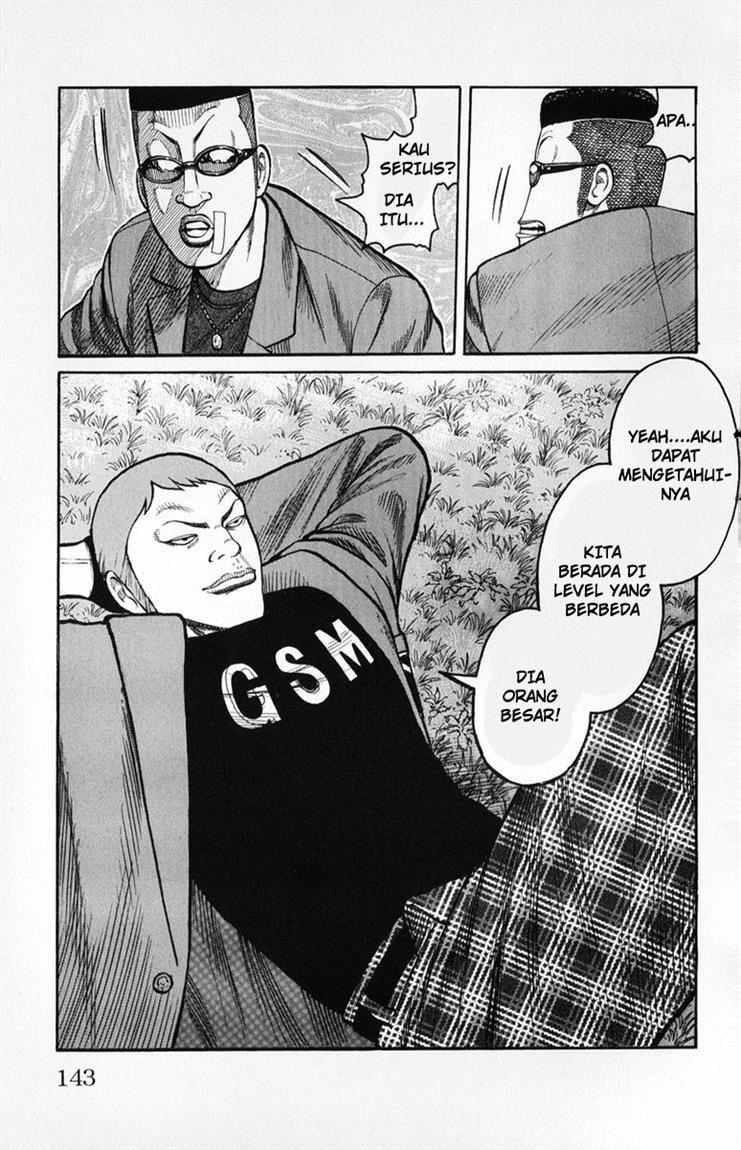 APA..
KAU
SERIUS?
DIA
ITU...
YEAH....AKU
DAPAT
MENGETAHUI-
NYA
KITA
BERADA DI
LEVEL YANG
BERBEDA
DIA
ORANG
BESAR!
GSM
143